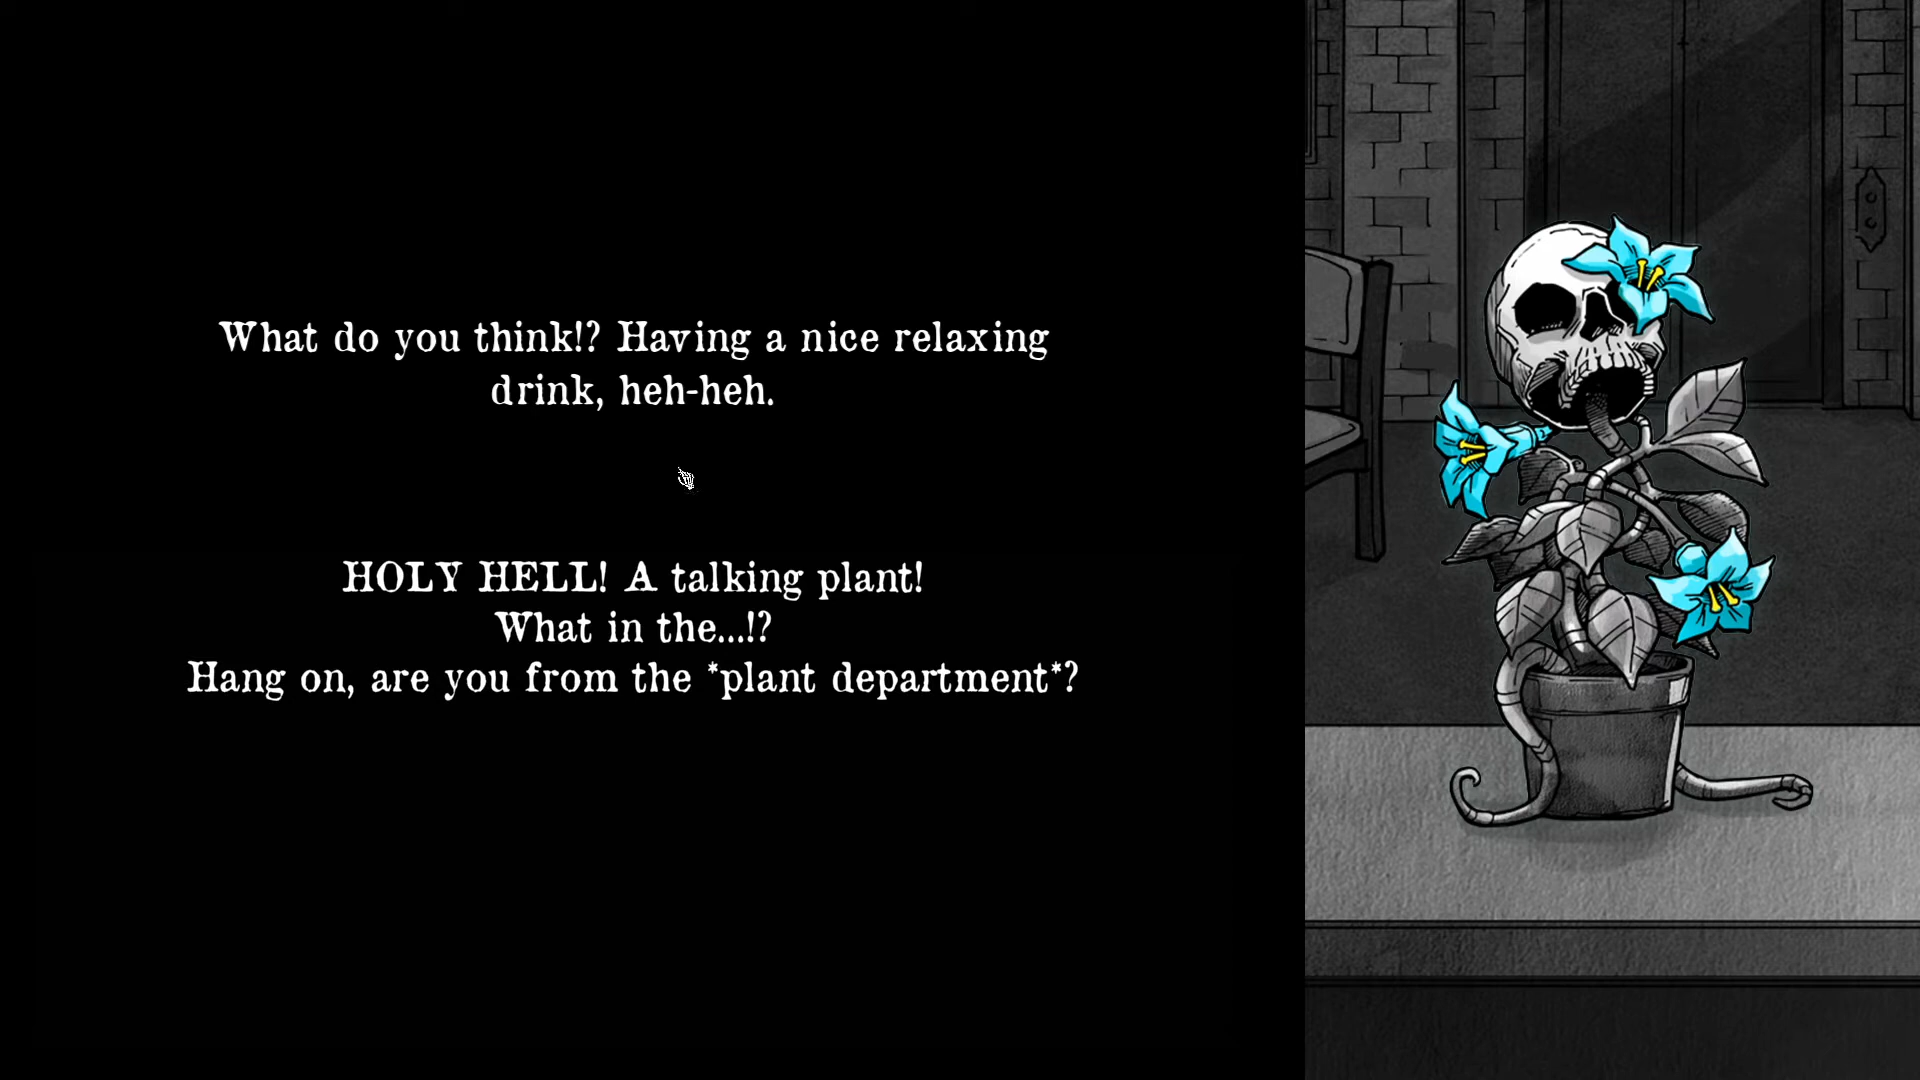 What do you think!? Having a nice relaxing
drink, heh-heh.
HOLY HELL! A talking plant!
What in the...!?
Hang on, are you from the *plant department*?